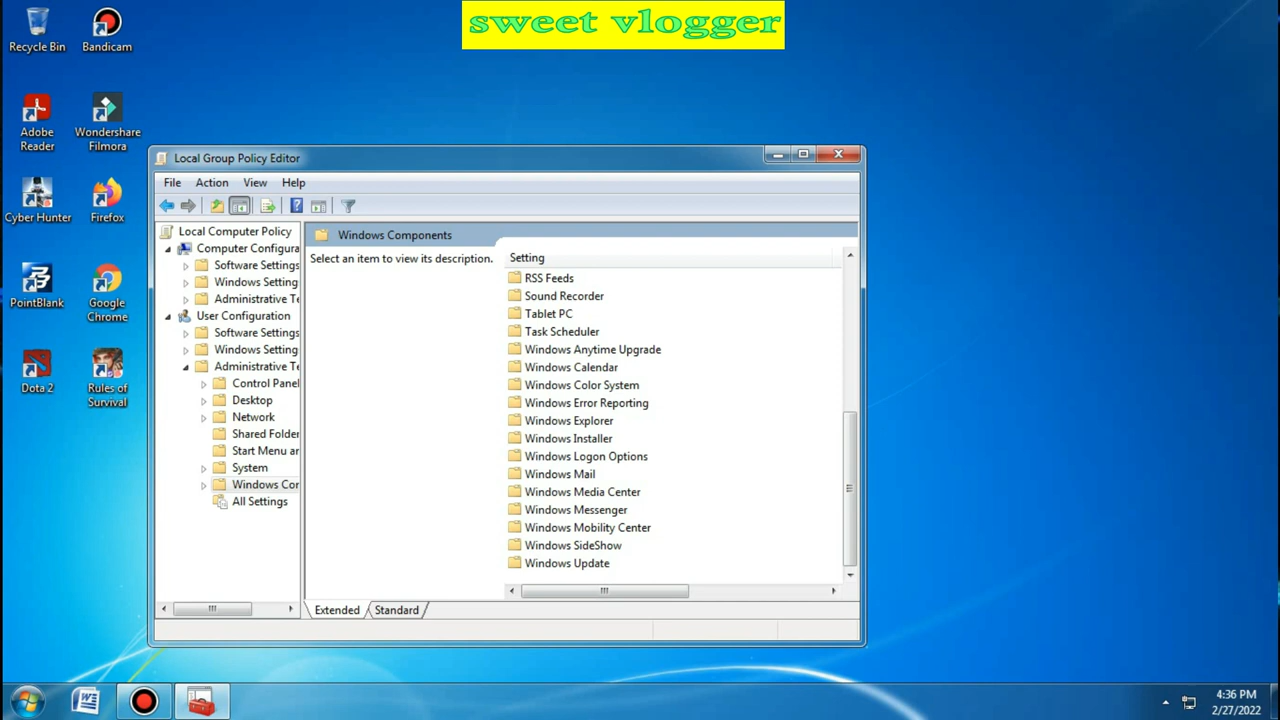 sweet vlogger
Recycle Bin
Bandicam
Adobe
Reader
Wondershare
Filmora
Cyber Hunter
Firefox
PointBlank
Google
Chrome
Dota 2
Rules of
Survival
Local Group Policy Editor
File Action View Help
Local Computer Policy
Computer Configura
Software Settings
Windows Setting
Administrative Te
User Configuration
Software Settings
Windows Setting
Administrative Te
Control Panel
Desktop
Network
Shared Folder
Start Menu ar
System
Windows Cor
All Settings
Windows Components
Select an item to view its description.
Setting
RSS Feeds
Sound Recorder
Tablet PC
Task Scheduler
Windows Anytime Upgrade
Windows Calendar
Windows Color System
Windows Error Reporting
Windows Explorer
Windows Installer
Windows Logon Options
Windows Mail
Windows Media Center
Windows Messenger
Windows Mobility Center
Windows SideShow
Windows Update
Extended Standard
4:36 PM
2/27/2022